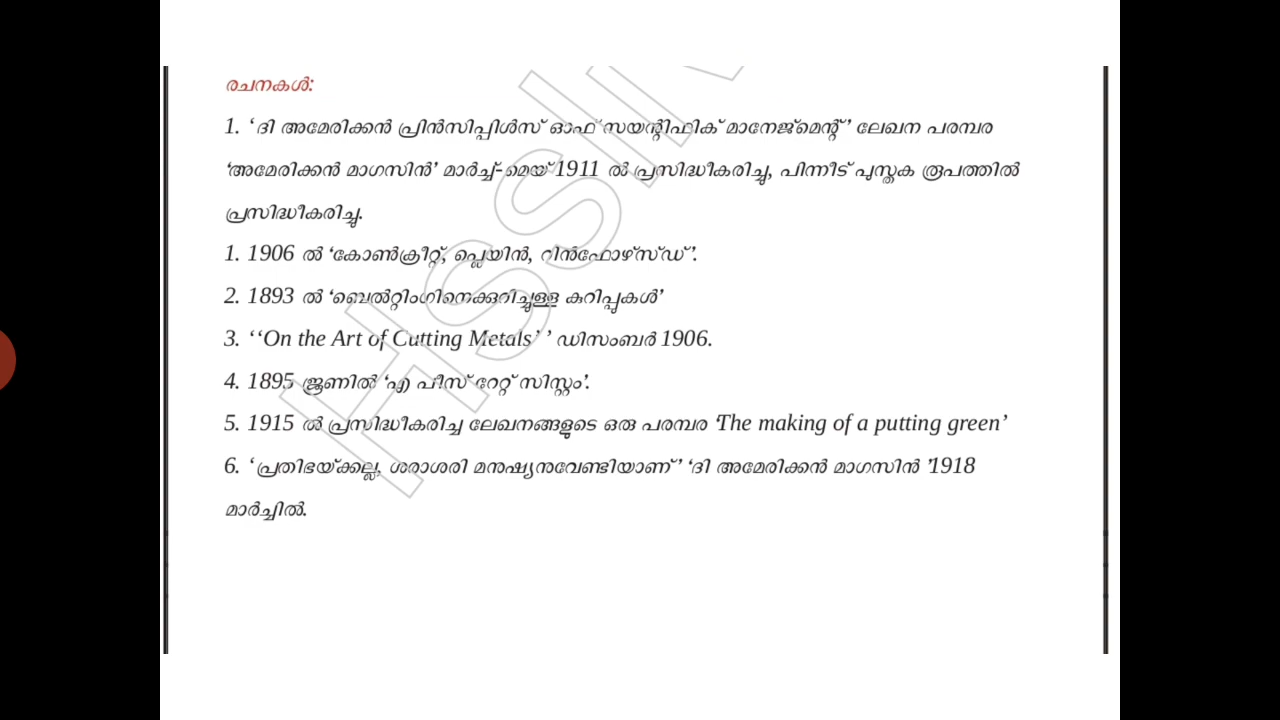 രചനകൾ:
1. ‘ദി അമേരിക്കൻ പ്രിൻസിപ്പിൾസ് ഓഫ് സയന്റിഫിക് മാനേജ്മെന്റ്’ ലേഖന പരമ്പര
‘അമേരിക്കൻ മാഗസിൻ’ മാർച്ച്-മെയ് 1911 ൽ പ്രസിദ്ധീകരിച്ചു, പിന്നീട് പുസ്തക രൂപത്തിൽ
പ്രസിദ്ധീകരിച്ചു.
1. 1906 ൽ ‘കോൺക്രീറ്റ്, പ്ലെയിൻ, റിൻഫോഴ്സ്ഡ്’.
2. 1893 ൽ ‘ബെൽറ്റിംഗിനെക്കുറിച്ചുള്ള കുറിപ്പുകൾ’
3. ‘‘On the Art of Cutting Metals’ ’ ഡിസംബർ 1906.
4. 1895 ജൂണിൽ ‘എ പീസ് റേറ്റ് സിസ്റ്റം’.
5. 1915 ൽ പ്രസിദ്ധീകരിച്ച ലേഖനങ്ങളുടെ ഒരു പരമ്പര ‘The making of a putting green’
6. ‘പ്രതിഭയ്ക്കല്ല, ശരാശരി മനുഷ്യനുവേണ്ടിയാണ്’ ‘ദി അമേരിക്കൻ മാഗസിൻ ’1918
മാർച്ചിൽ.